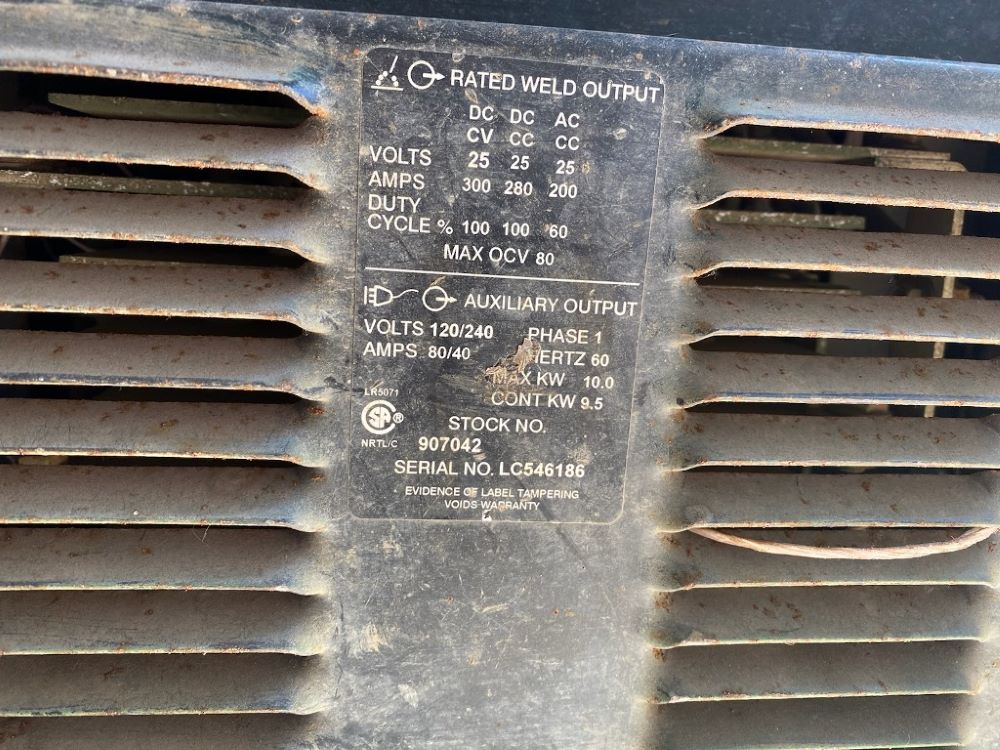 RATED WELD OUTPUT
DC DC AC
CV CC CC
VOLTS 25 25 25
AMPS 300 280 200
DUTY
CYCLE % 100 100 60
MAX OCV 80
AUXILIARY OUTPUT
VOLTS 120/240 PHASE 1
AMPS 80/40 HERTZ 60
MAX KW 10.0
CONT KW 9.5
LR5071
SA
NRTL/C
STOCK NO.
907042
SERIAL NO. LC546186
EVIDENCE OF LABEL TAMPERING
VOIDS WARRANTY